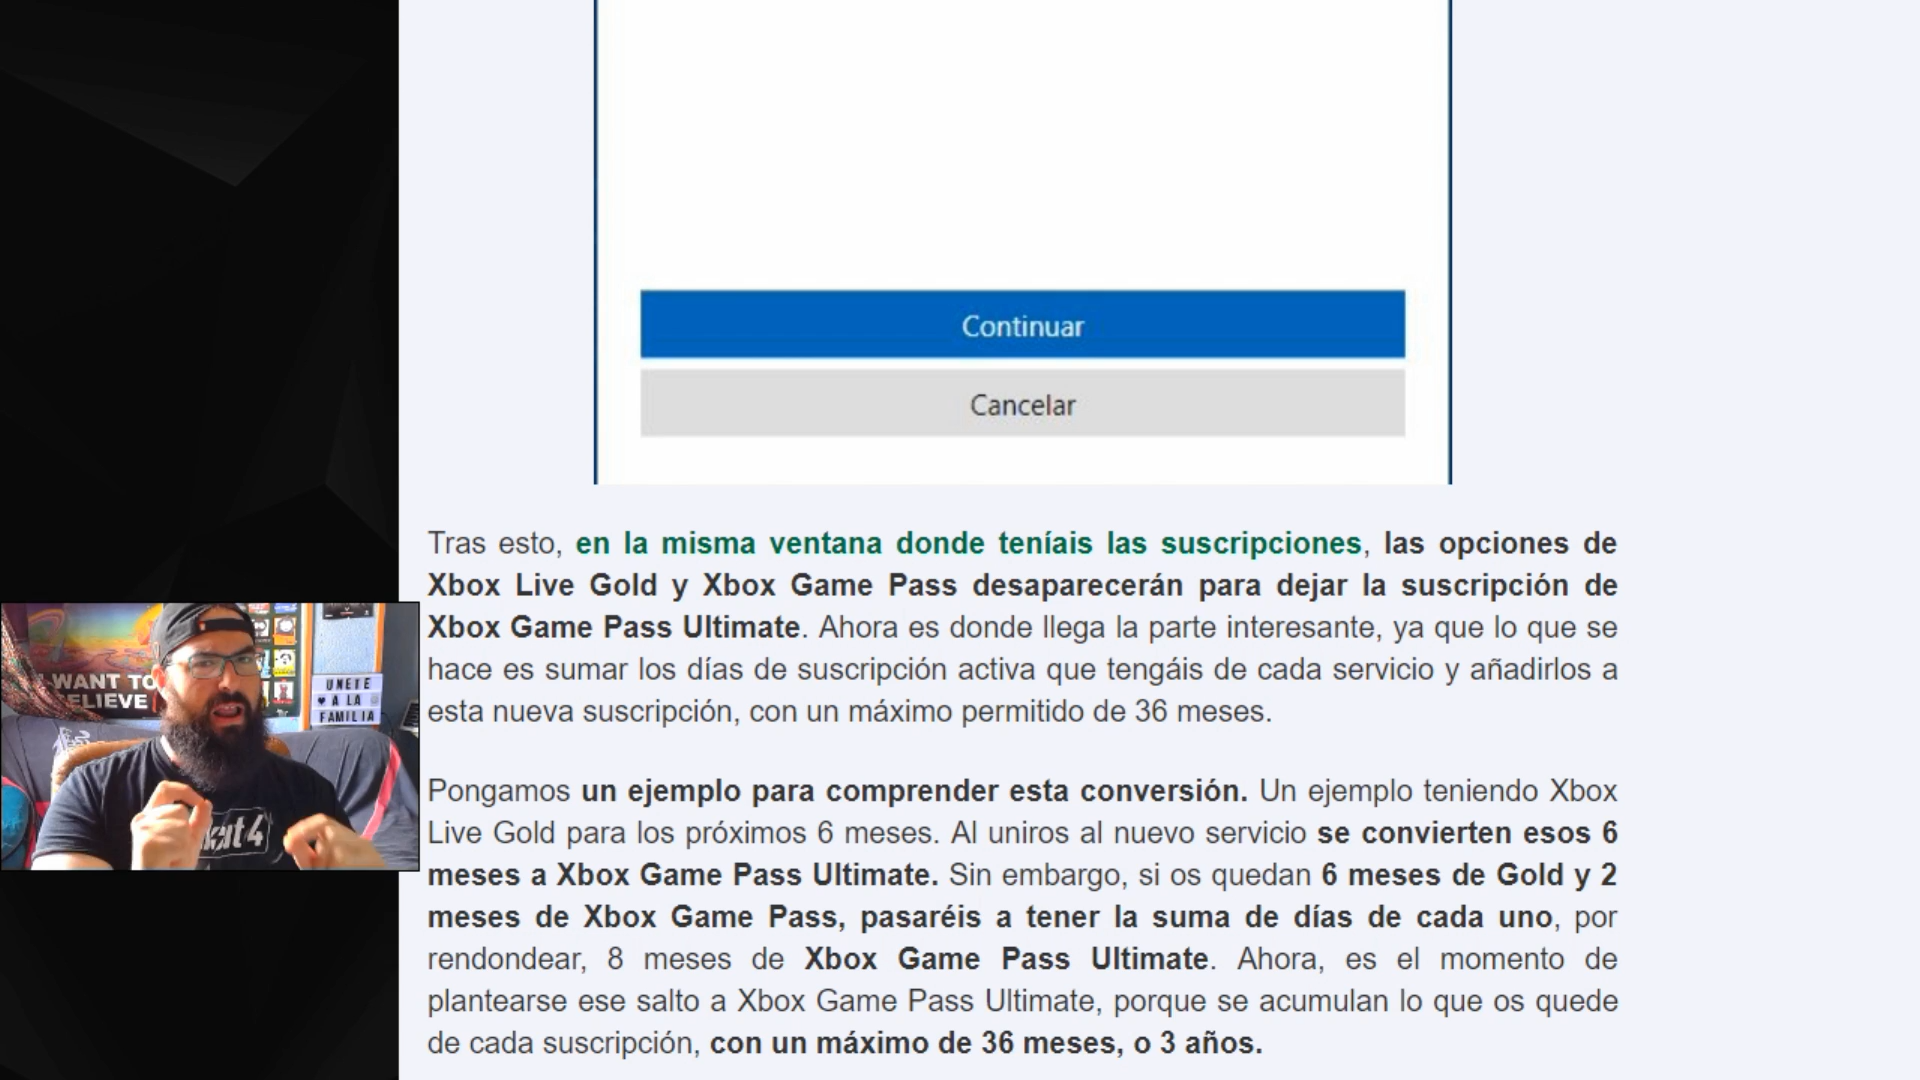 Continuar
Cancelar
Tras esto, en la misma ventana donde teníais las suscripciones, las opciones de
Xbox Live Gold y Xbox Game Pass desaparecerán para dejar la suscripción de
Xbox Game Pass Ultimate. Ahora es donde llega la parte interesante, ya que lo que se
hace es sumar los días de suscripción activa que tengáis de cada servicio y añadirlos a
esta nueva suscripción, con un máximo permitido de 36 meses.
Pongamos un ejemplo para comprender esta conversión. Un ejemplo teniendo Xbox
Live Gold para los próximos 6 meses. Al uniros al nuevo servicio se convierten esos 6
meses a Xbox Game Pass Ultimate. Sin embargo, si os quedan 6 meses de Gold y 2
meses de Xbox Game Pass, pasaréis a tener la suma de días de cada uno, por
rendondear, 8 meses de Xbox Game Pass Ultimate. Ahora, es el momento de
plantearse ese salto a Xbox Game Pass Ultimate, porque se acumulan lo que os quede
de cada suscripción, con un máximo de 36 meses, o 3 años.
WANT TO
ELIEVE
UNETE
♥ A LA
FAMILIA